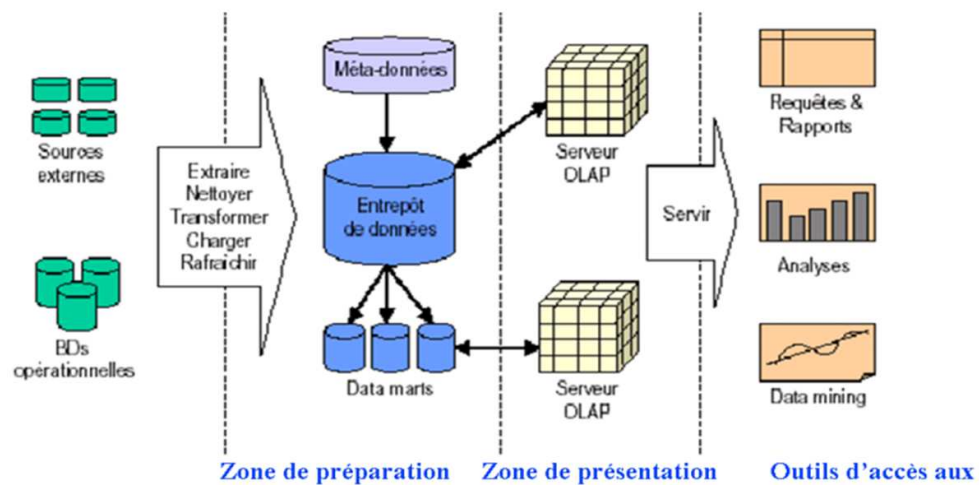 Sources
externes
BDs
opérationnelles
Extraire
Nettoyer
Transformer
Charger
Rafraîchir
Méta-données
Entrepôt
de données
Data marts
Serveur
OLAP
Serveur
OLAP
Servir
Requêtes &
Rapports
Analyses
Data mining
Zone de préparation
Zone de présentation
Outils d'accès aux